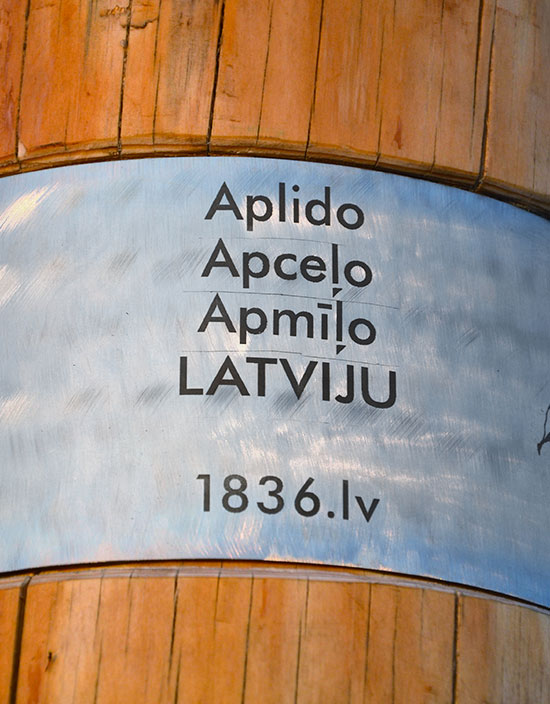 Aplido
Apceļo
Apmīļo
LATVIJU
1836.lv